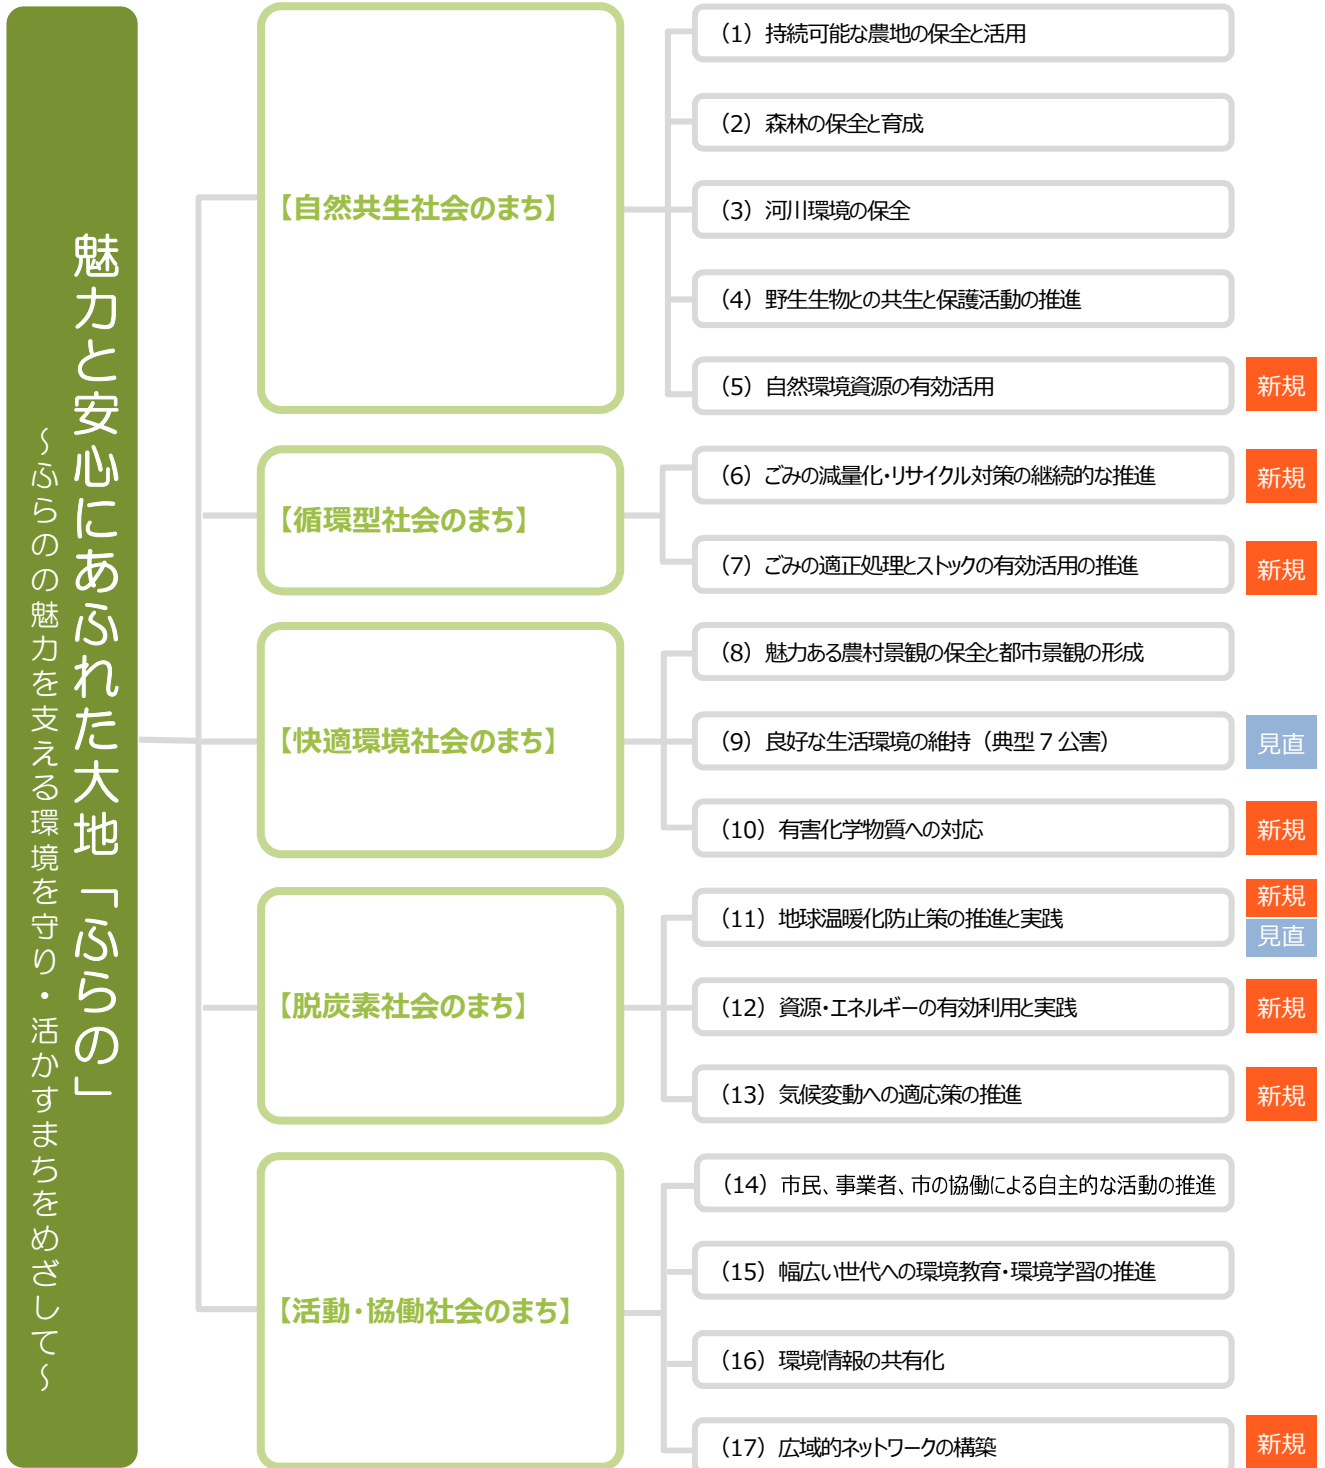 魅力と安心にあふれた大地「ふらの」
～ふらのの魅力を支える環境を守り・活かすまちをめざして～
【自然共生社会のまち】
（1）持続可能な農地の保全と活用
（2）森林の保全と育成
（3）河川環境の保全
（4）野生生物との共生と保護活動の推進
（5）自然環境資源の有効活用
新規
【循環型社会のまち】
（6）ごみの減量化・リサイクル対策の継続的な推進
新規
（7）ごみの適正処理とストックの有効活用の推進
新規
【快適環境社会のまち】
（8）魅力ある農村景観の保全と都市景観の形成
（9）良好な生活環境の維持（典型７公害）
見直
（10）有害化学物質への対応
新規
【脱炭素社会のまち】
（11）地球温暖化防止策の推進と実践
新規
見直
（12）資源・エネルギーの有効利用と実践
新規
（13）気候変動への適応策の推進
新規
【活動・協働社会のまち】
（14）市民、事業者、市の協働による自主的な活動の推進
（15）幅広い世代への環境教育・環境学習の推進
（16）環境情報の共有化
（17）広域的ネットワークの構築
新規